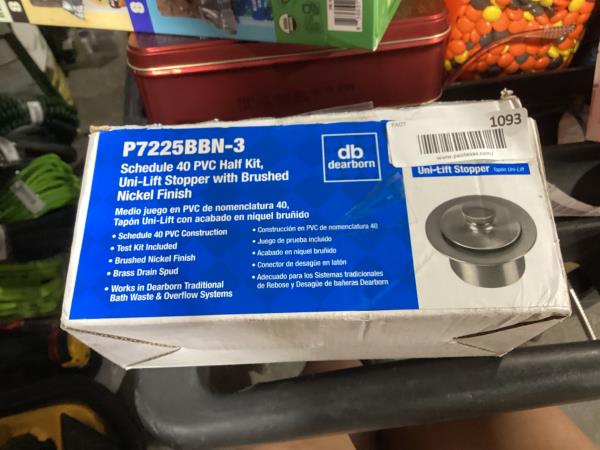 P7225BBN-3
Schedule 40 PVC Half Kit,
Uni-Lift Stopper with Brushed
Nickel Finish
Medio juego en PVC de nomenclatura 40,
Tapón Uni-Lift con acabado en níquel bruñido
• Schedule 40 PVC Construction
• Test Kit Included
• Brushed Nickel Finish
• Brass Drain Spud
• Works in Dearborn Traditional
Bath Waste & Overflow Systems
• Construcción en PVC de nomenclatura 40
• Juego de prueba incluido
• Acabado en níquel bruñido
• Conector de desagüe en latón
• Adecuado para los Sistemas tradicionales
de Rebose y Desagüe de bañeras Dearborn
db
dearborn
1093
Uni-Lift Stopper Tapón Uni-Lift